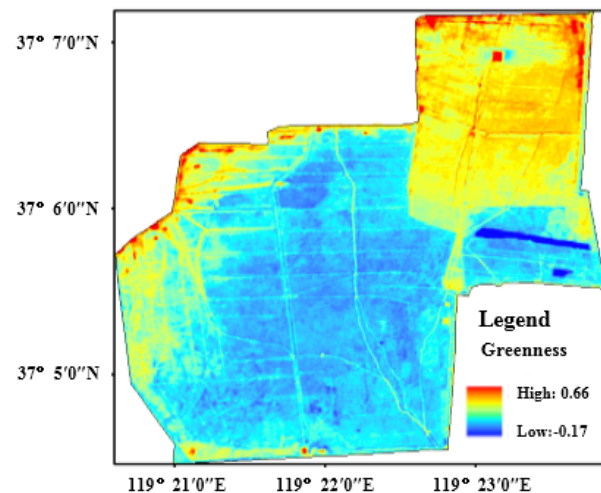 37° 7′0″N
37° 6′0″N
37° 5′0″N
Legend
Greenness
High: 0.66
Low:-0.17
119° 21′0″E
119° 22′0″E
119° 23′0″E